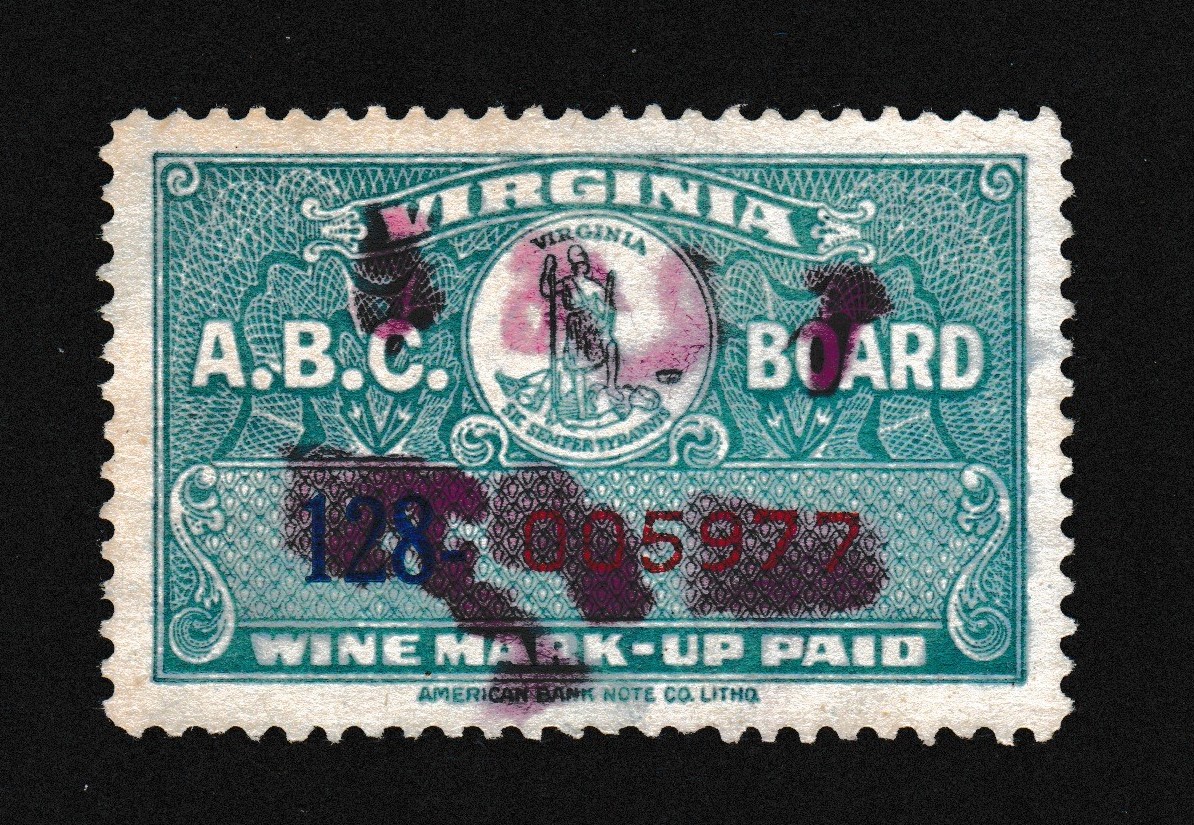 VIRGINIA
VIRGINIA
A.B.C. BOARD
SIC SEMPER TYRANNIS
128- 005977
WINE MARK-UP PAID
AMERICAN BANK NOTE CO. LITHO.